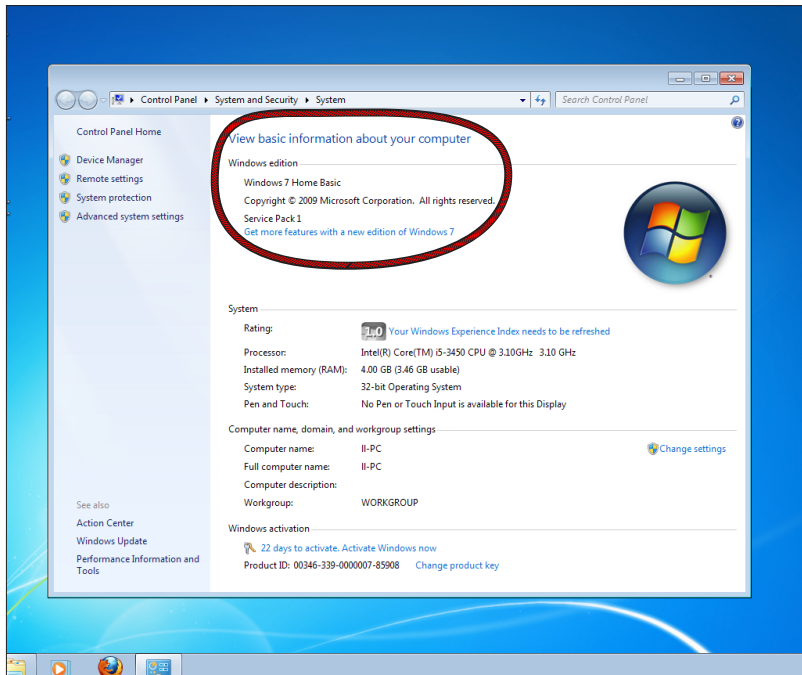 Control Panel ▸ System and Security ▸ System
Search Control Panel
Control Panel Home
Device Manager
Remote settings
System protection
Advanced system settings
See also
Action Center
Windows Update
Performance Information and
Tools
View basic information about your computer
Windows edition
Windows 7 Home Basic
Copyright © 2009 Microsoft Corporation. All rights reserved.
Service Pack 1
Get more features with a new edition of Windows 7
System
Rating:
1.0 Your Windows Experience Index needs to be refreshed
Processor: Intel(R) Core(TM) i5-3450 CPU @ 3.10GHz 3.10 GHz
Installed memory (RAM): 4.00 GB (3.46 GB usable)
System type: 32-bit Operating System
Pen and Touch: No Pen or Touch Input is available for this Display
Computer name, domain, and workgroup settings
Computer name: II-PC
Change settings
Full computer name: II-PC
Computer description:
Workgroup: WORKGROUP
Windows activation
22 days to activate. Activate Windows now
Product ID: 00346-339-0000007-85908 Change product key